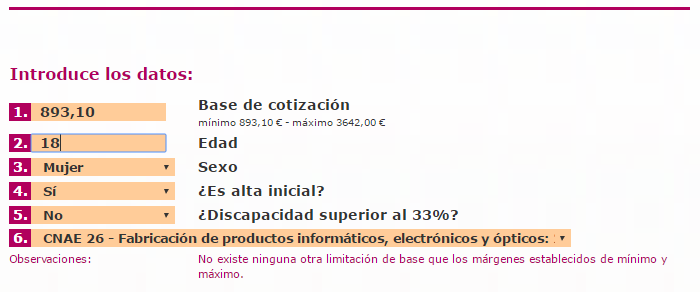 Introduce los datos:
1. 893,10 Base de cotización
mínimo 893,10 € - máximo 3642,00 €
2. 18 Edad
3. Mujer Sexo
4. Sí ¿Es alta inicial?
5. No ¿Discapacidad superior al 33%?
6. CNAE 26 - Fabricación de productos informáticos, electrónicos y ópticos:
Observaciones: No existe ninguna otra limitación de base que los márgenes establecidos de mínimo y
máximo.